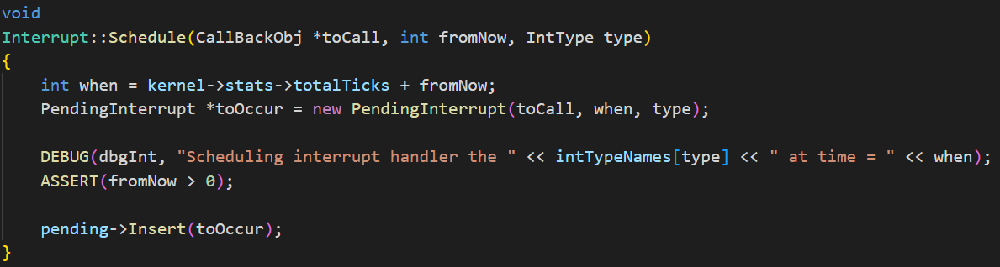 void
Interrupt::Schedule(CallBackObj *toCall, int fromNow, IntType type)
{
    int when = kernel->stats->totalTicks + fromNow;
    PendingInterrupt *toOccur = new PendingInterrupt(toCall, when, type);

    DEBUG(dbgInt, "Scheduling interrupt handler the " << intTypeNames[type] << " at time = " << when);
    ASSERT(fromNow > 0);

    pending->Insert(toOccur);
}